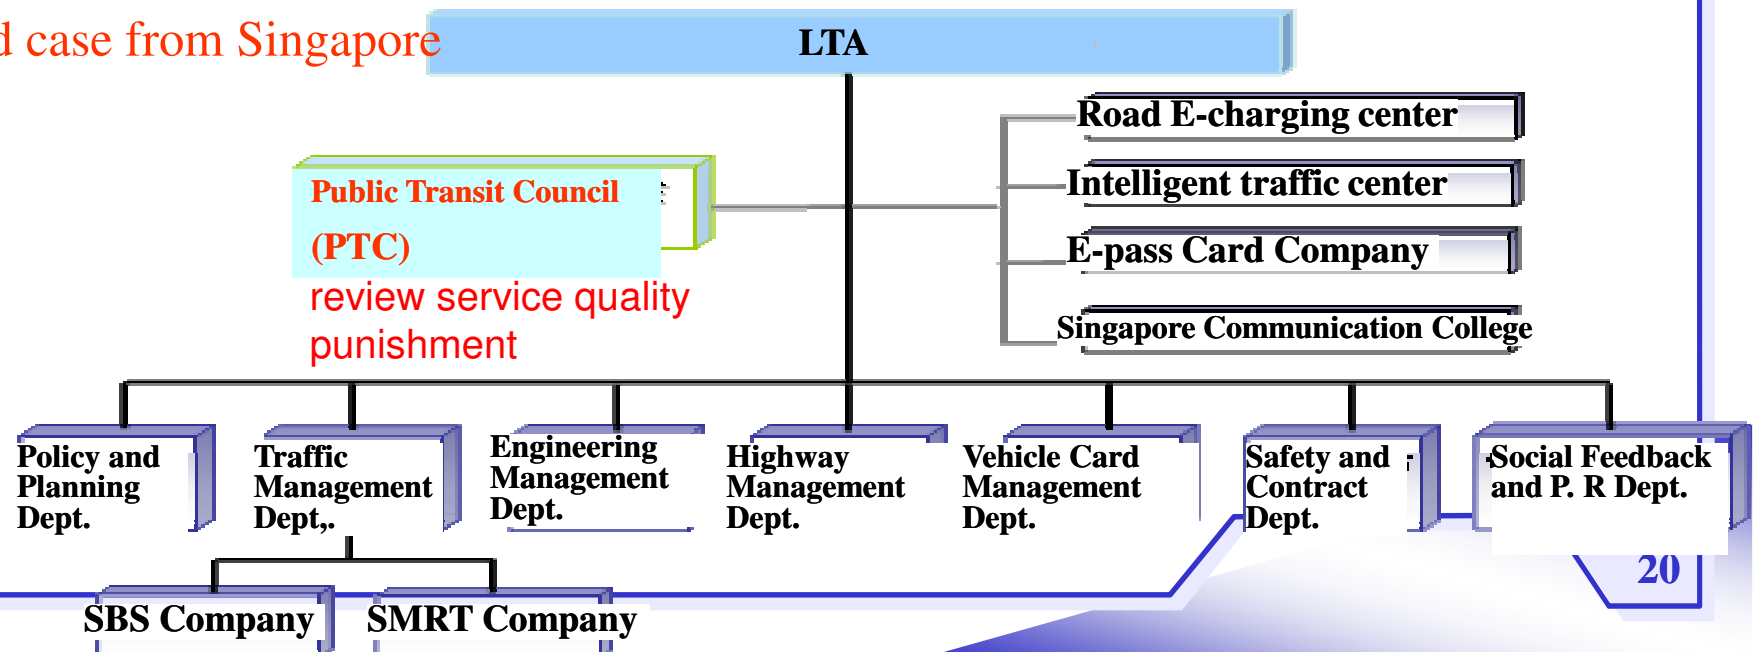 d case from Singapore
LTA
Road E-charging center
Public Transit Council
(PTC)
review service quality
punishment
Intelligent traffic center
E-pass Card Company
Singapore Communication College
Policy and
Planning
Dept.
Traffic
Management
Dept,.
Engineering
Management
Dept.
Highway
Management
Dept.
Vehicle Card
Management
Dept.
Safety and
Contract
Dept.
Social Feedback
and P. R Dept.
SBS Company
SMRT Company
20